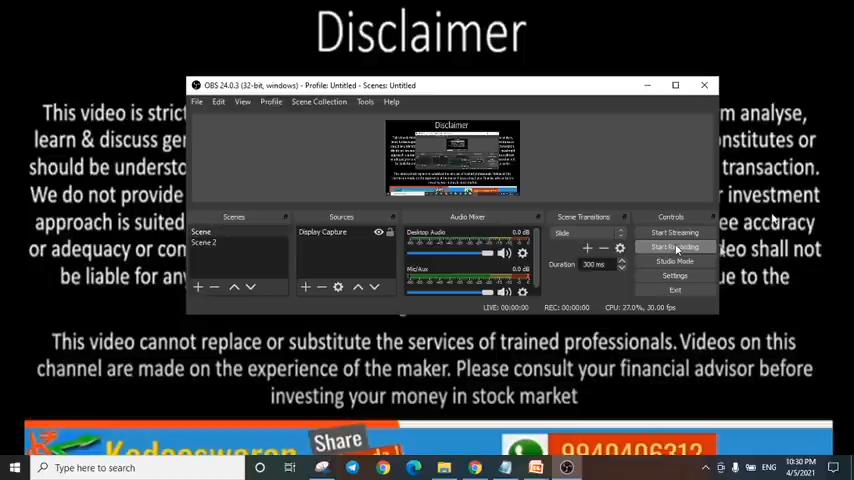 Disclaimer
OBS 24.0.3 (32-bit, windows) - Profile: Untitled - Scenes: Untitled
File Edit View Profile Scene Collection Tools Help
Disclaimer
This video is stric
m analyse,
learn & discuss gen
onstitutes or
should be understo
transaction.
We do not provide
r investment
approach is suited
ee accuracy
or adequacy or con
eo shall not
be liable for any
ue to the
Scenes
Sources
Audio Mixer
Scene Transitions
Controls
Scene
Scene 2
Display Capture
Desktop Audio 0.0 dB
Mic/Aux 0.0 dB
Slide
Duration 300 ms
Start Streaming
Start Recording
Studio Mode
Settings
Exit
LIVE: 00:00:00 REC: 00:00:00 CPU: 27.0%, 30.00 fps
This video cannot replace or substitute the services of trained professionals. Videos on this
channel are made on the experience of the maker. Please consult your financial advisor before
investing your money in stock market
Share
9940406312
Type here to search
ENG
10:30 PM
4/5/2021